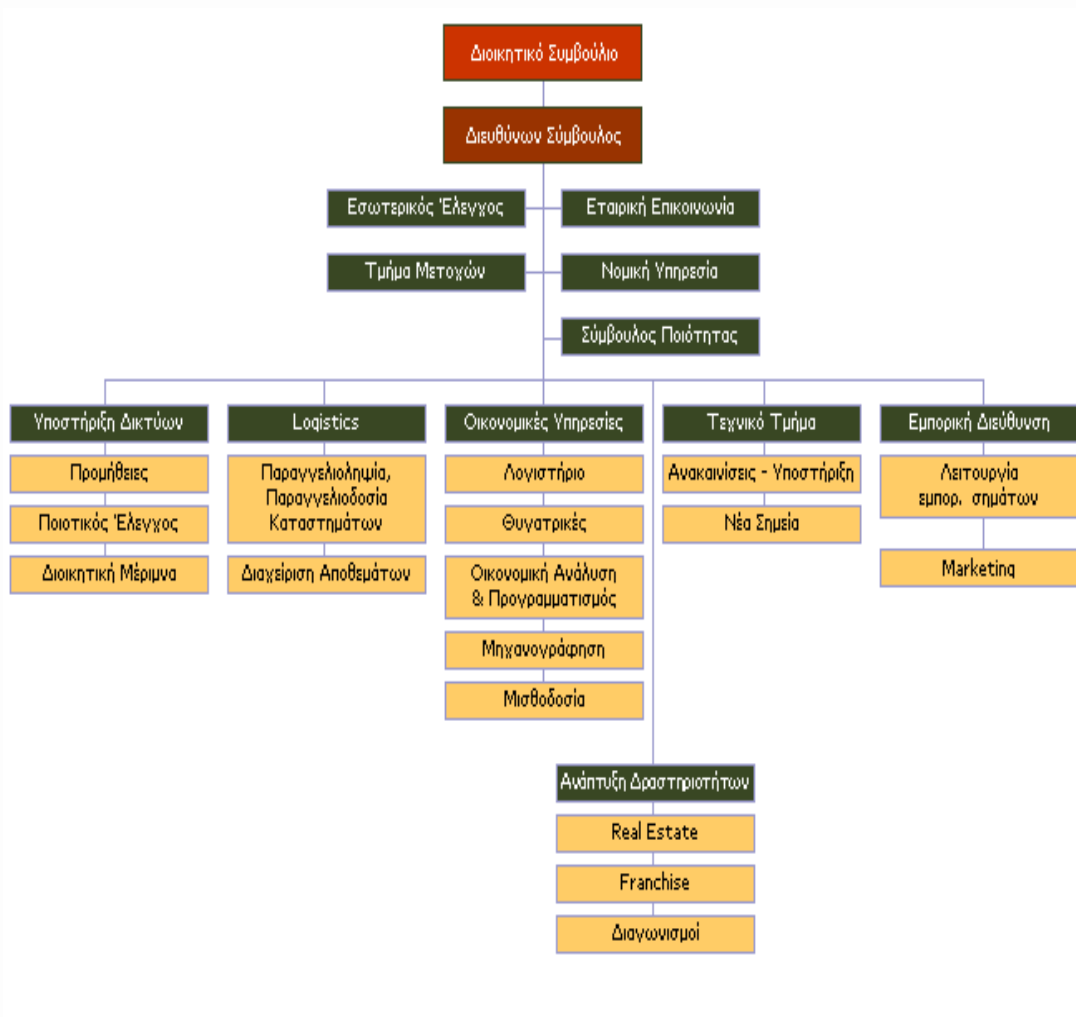 Διοικητικό Συμβούλιο
Διευθύνων Σύμβουλος
Εσωτερικός Έλεγχος
Εταιρική Επικοινωνία
Τμήμα Μετοχών
Νομική Υπηρεσία
Σύμβουλος Ποιότητας
Υποστήριξη Δικτύων
Προμήθειες
Ποιοτικός Έλεγχος
Διοικητική Μέριμνα
Logistics
Παραγγελιοληψία,
Παραγγελιοδοσία
Καταστημάτων
Διαχείριση Αποθεμάτων
Οικονομικές Υπηρεσίες
Λογιστήριο
Θυγατρικές
Οικονομική Ανάλυση
& Προγραμματισμός
Μηχανογράφηση
Μισθοδοσία
Τεχνικό Τμήμα
Ανακαινίσεις - Υποστήριξη
Νέα Σημεία
Εμπορική Διεύθυνση
Λειτουργία
εμπορ. σημάτων
Marketing
Ανάπτυξη Δραστηριοτήτων
Real Estate
Franchise
Διαγωνισμοί